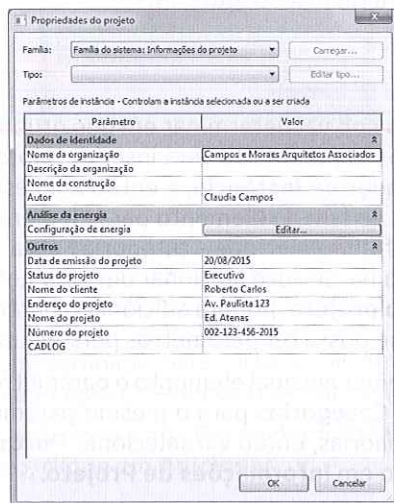 Propriedades do projeto
Família: Família do sistema: Informações do projeto Carregar...
Tipo: Editar tipo...
Parâmetros de instância - Controlam a instância selecionada ou a ser criada
Parâmetro Valor
Dados de identidade
Nome da organização Campos e Moraes Arquitetos Associados
Descrição da organização
Nome da construção
Autor Claudia Campos
Análise da energia
Configuração de energia Editar...
Outros
Data de emissão do projeto 20/08/2015
Status do projeto Executivo
Nome do cliente Roberto Carlos
Endereço do projeto Av. Paulista 123
Nome do projeto Ed. Atenas
Número do projeto 002-123-456-2015
CADLOG
OK Cancelar